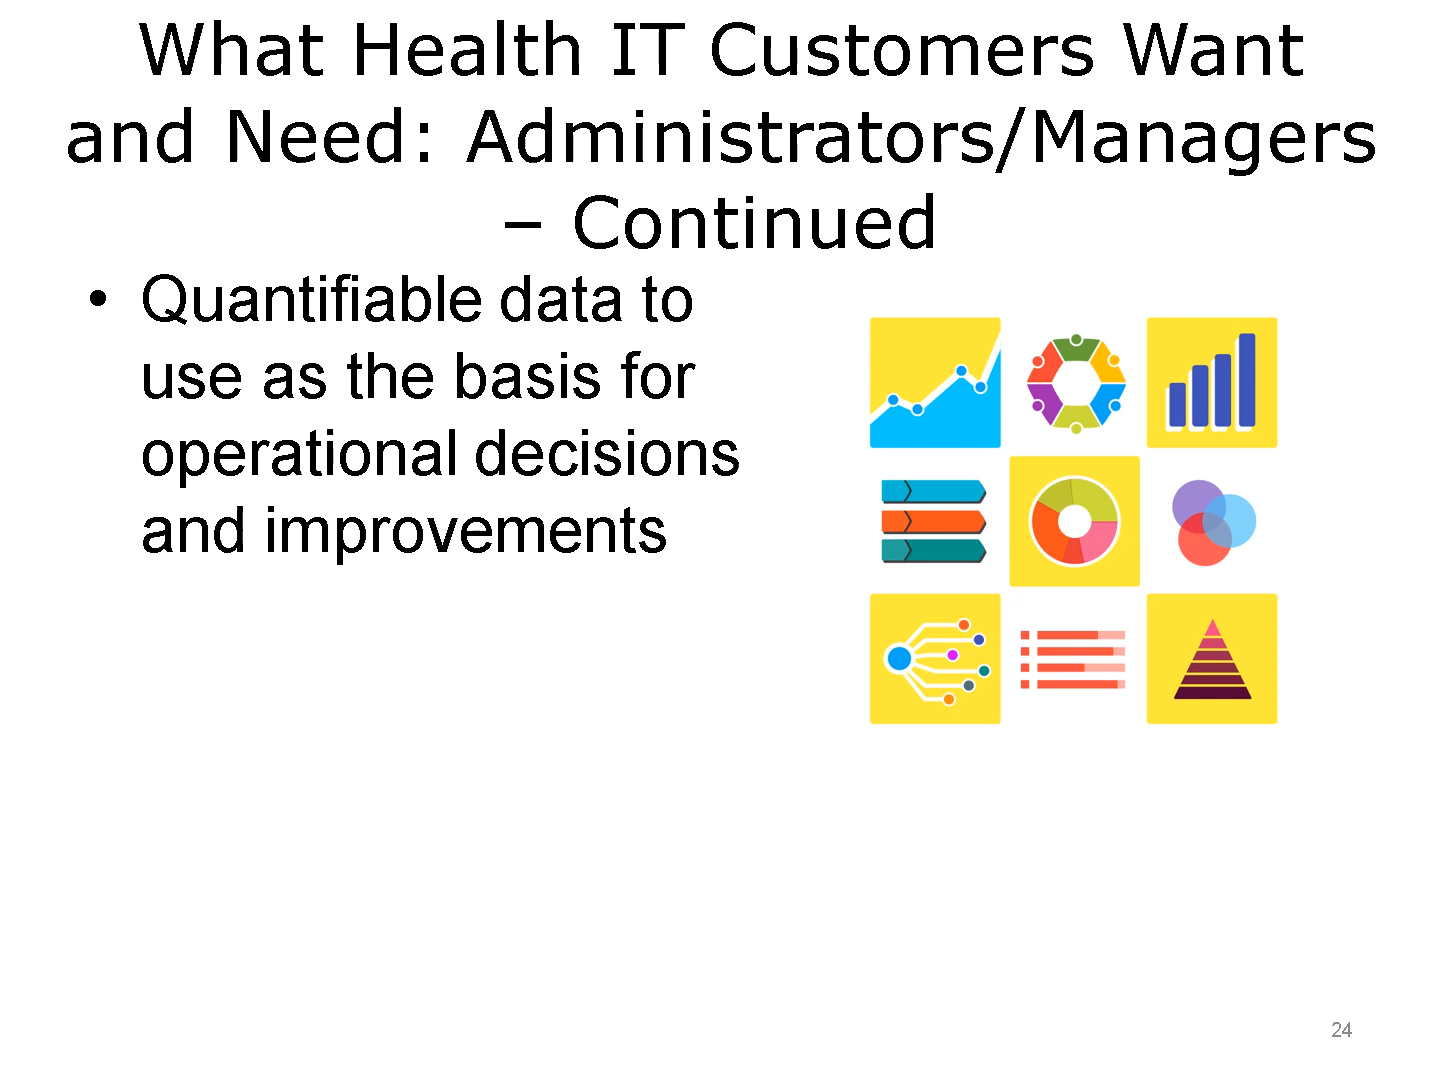 What Health IT Customers Want
and Need: Administrators/Managers
– Continued
• Quantifiable data to
use as the basis for
operational decisions
and improvements
24